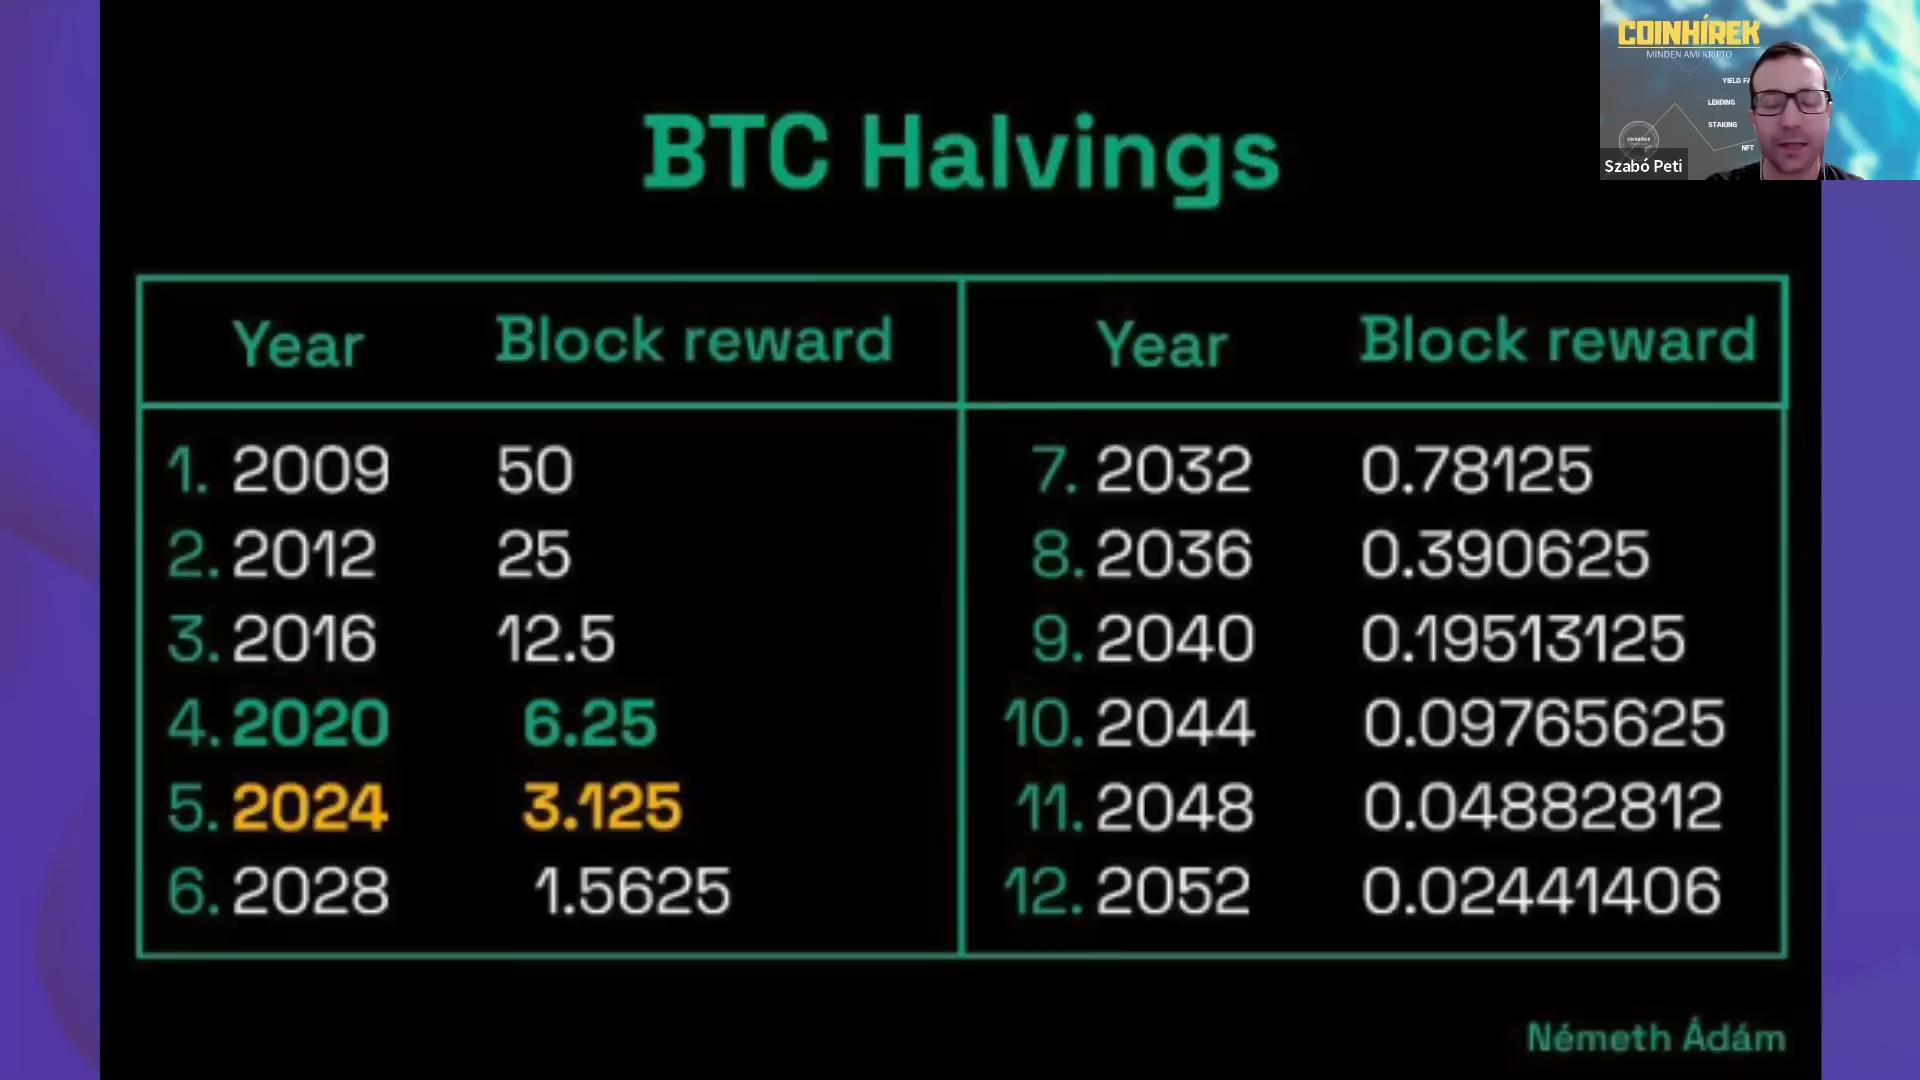 COINHÍREK
MINDEN AMI KRIPTO
LENDING
STAKING
NFT
Szabó Peti
BTC Halvings
Year Block reward
1. 2009 50
2. 2012 25
3. 2016 12.5
4. 2020 6.25
5. 2024 3.125
6. 2028 1.5625
Year Block reward
7. 2032 0.78125
8. 2036 0.390625
9. 2040 0.19513125
10. 2044 0.09765625
11. 2048 0.04882812
12. 2052 0.02441406
Németh Ádám